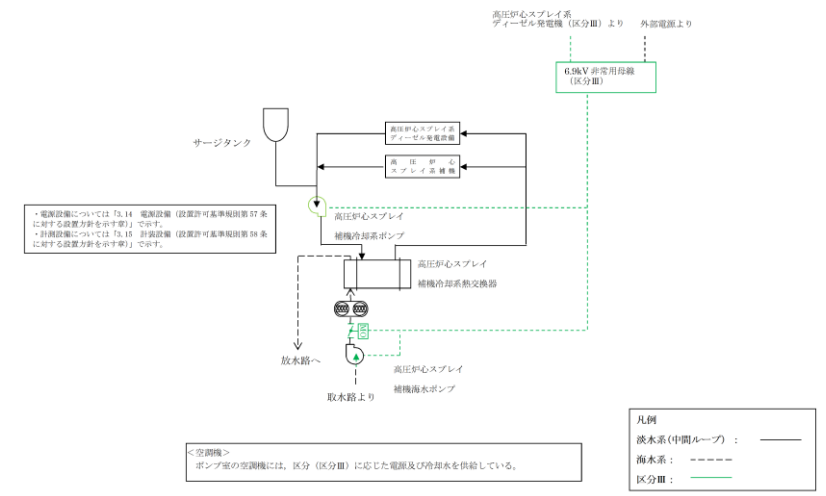 高圧炉心スプレイ系
ディーゼル発電機（区分Ⅲ）より
外部電源より
6.9kV 非常用母線
（区分Ⅲ）
サージタンク
高圧炉心スプレイ系
ディーゼル発電設備
高圧炉心
スプレイ系補機
・電源設備については「3.14　電源設備（設置許可基準規則第 57 条
に対する設置方針を示す章）」で示す。
・計測設備については「3.15　計装設備（設置許可基準規則第 58 条
に対する設置方針を示す章）」で示す。
高圧炉心スプレイ
補機冷却系ポンプ
高圧炉心スプレイ
補機冷却系熱交換器
MO
放水路へ
高圧炉心スプレイ
補機海水ポンプ
取水路より
＜空調機＞
ポンプ室の空調機には，区分（区分Ⅲ）に応じた電源及び冷却水を供給している。
凡例
淡水系(中間ループ) ：
海水系：
区分Ⅲ：